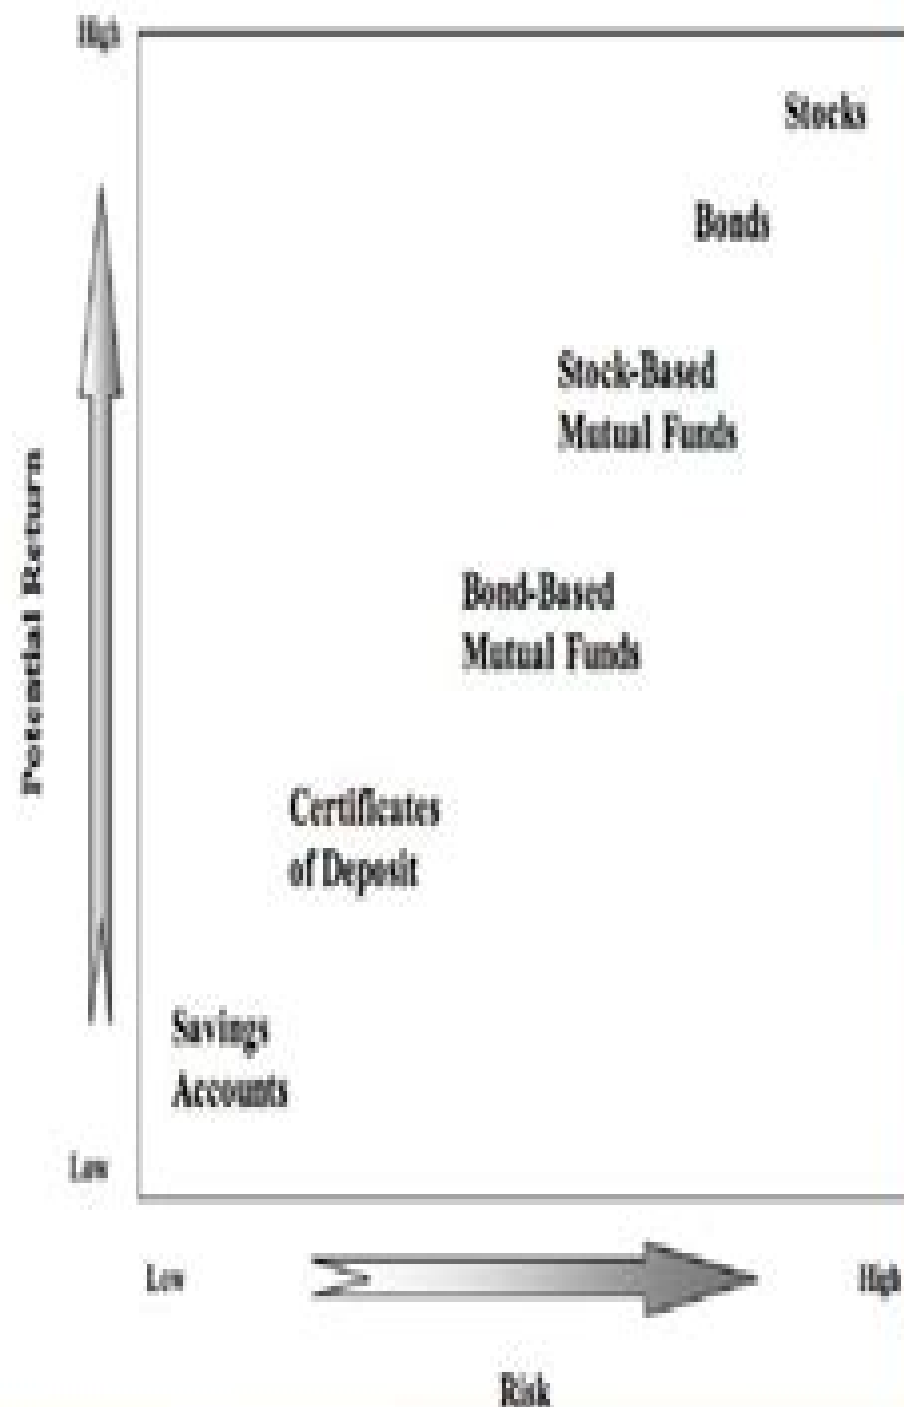 High
Stocks
Bonds
Stock-Based
Mutual Funds
Potential Return
Bond-Based
Mutual Funds
Certificates
of Deposit
Savings
Accounts
Low
Low
High
Risk